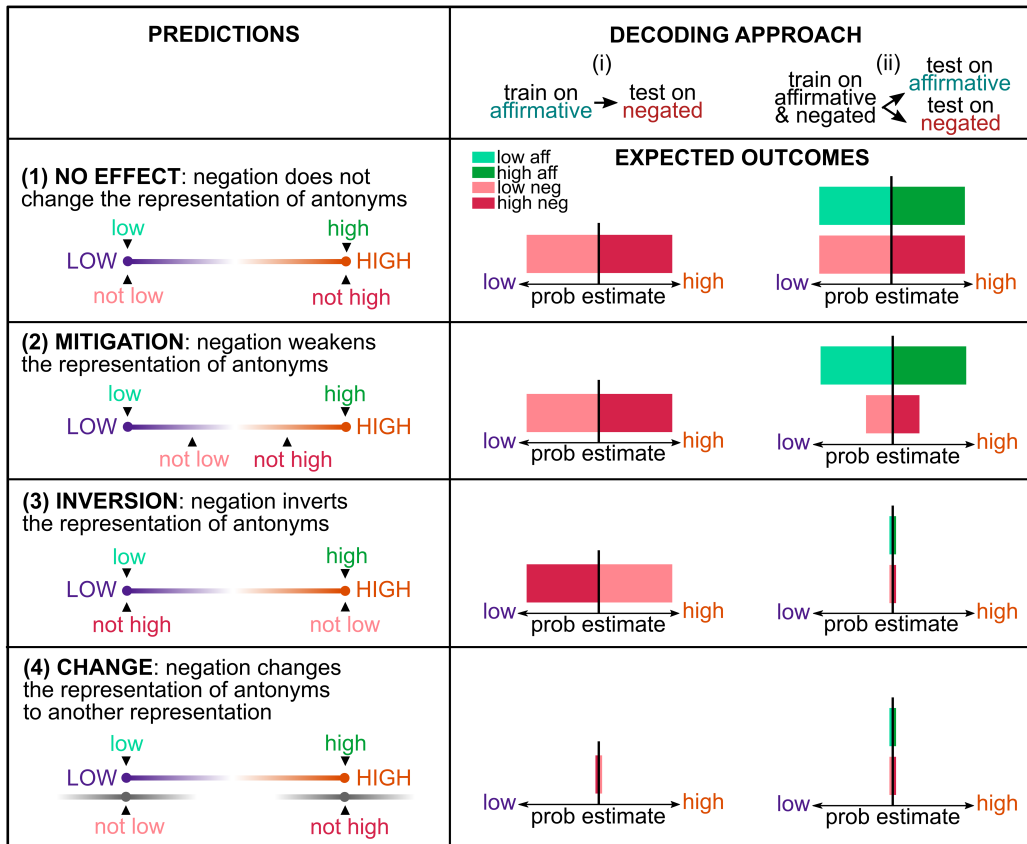 PREDICTIONS
DECODING APPROACH
(i)
train on
affirmative
test on
negated
(ii)
train on
affirmative
& negated
test on
affirmative
test on
negated
EXPECTED OUTCOMES
low aff
high aff
low neg
high neg
(1) NO EFFECT: negation does not
change the representation of antonyms
low
high
LOW
HIGH
not low
not high
low
high
prob estimate
low
high
prob estimate
(2) MITIGATION: negation weakens
the representation of antonyms
low
high
LOW
HIGH
not low
not high
low
high
prob estimate
low
high
prob estimate
(3) INVERSION: negation inverts
the representation of antonyms
low
high
LOW
HIGH
not high
not low
low
high
prob estimate
low
high
prob estimate
(4) CHANGE: negation changes
the representation of antonyms
to another representation
low
high
LOW
HIGH
not low
not high
low
high
prob estimate
low
high
prob estimate